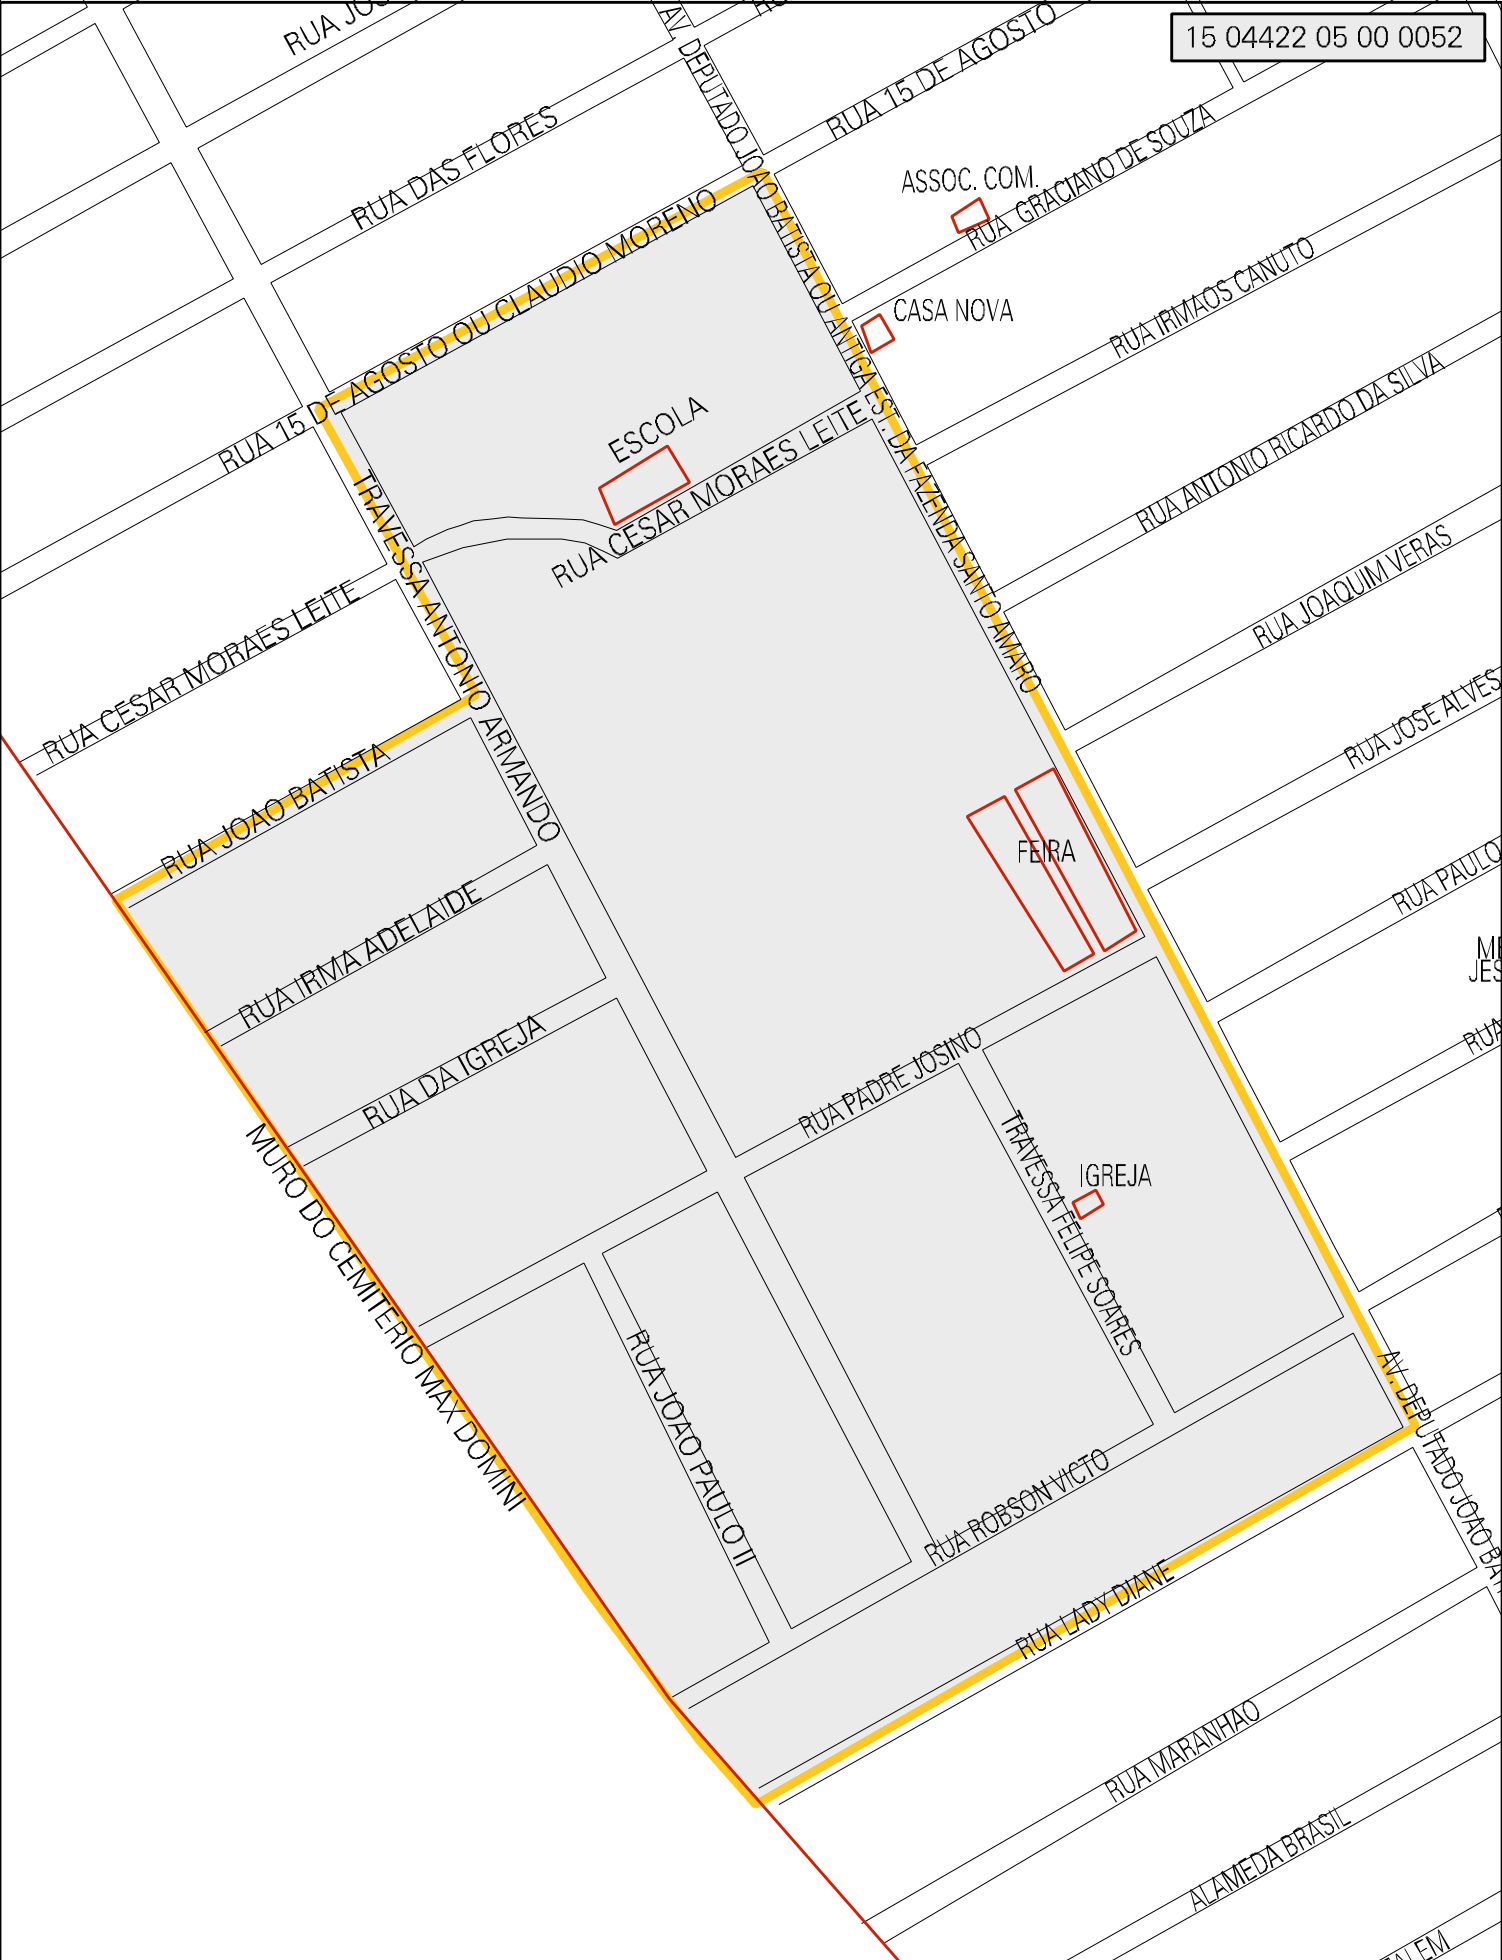 15 04422 05 00 0052
RUA 15 DE AGOSTO
RUA DAS FLORES
RUA GRACIANO DE SOUZA
ASSOC. COM.
RUA 15 DE AGOSTO OU CLAUDIO MORENO
AV. DEPUTADO JOAO BATISTA OU ANTIGA EST. DA FAZENDA SANTO AMARO
RUA IRMAOS CANUTO
CASA NOVA
RUA ANTONIO RICARDO DA SILVA
ESCOLA
RUA CESAR MORAES LEITE
TRAVESSA ANTONIO ARMANDO
RUA JOAQUIM VERAS
RUA CESAR MORAES LEITE
RUA JOSE ALVES
RUA JOAO BATISTA
FEIRA
RUA PAULO
RUA IRMA ADELAIDE
RUA DA IGREJA
RUA PADRE JOSINO
RUA
MURO DO CEMITERIO MAX DOMINI
TRAVESSA FELIPE SOARES
IGREJA
RUA JOAO PAULO II
AV. DEPUTADO JOAO
RUA ROBSON VICTO
RUA LADY DIANE
RUA MARANHAO
ALAMEDA BRASIL